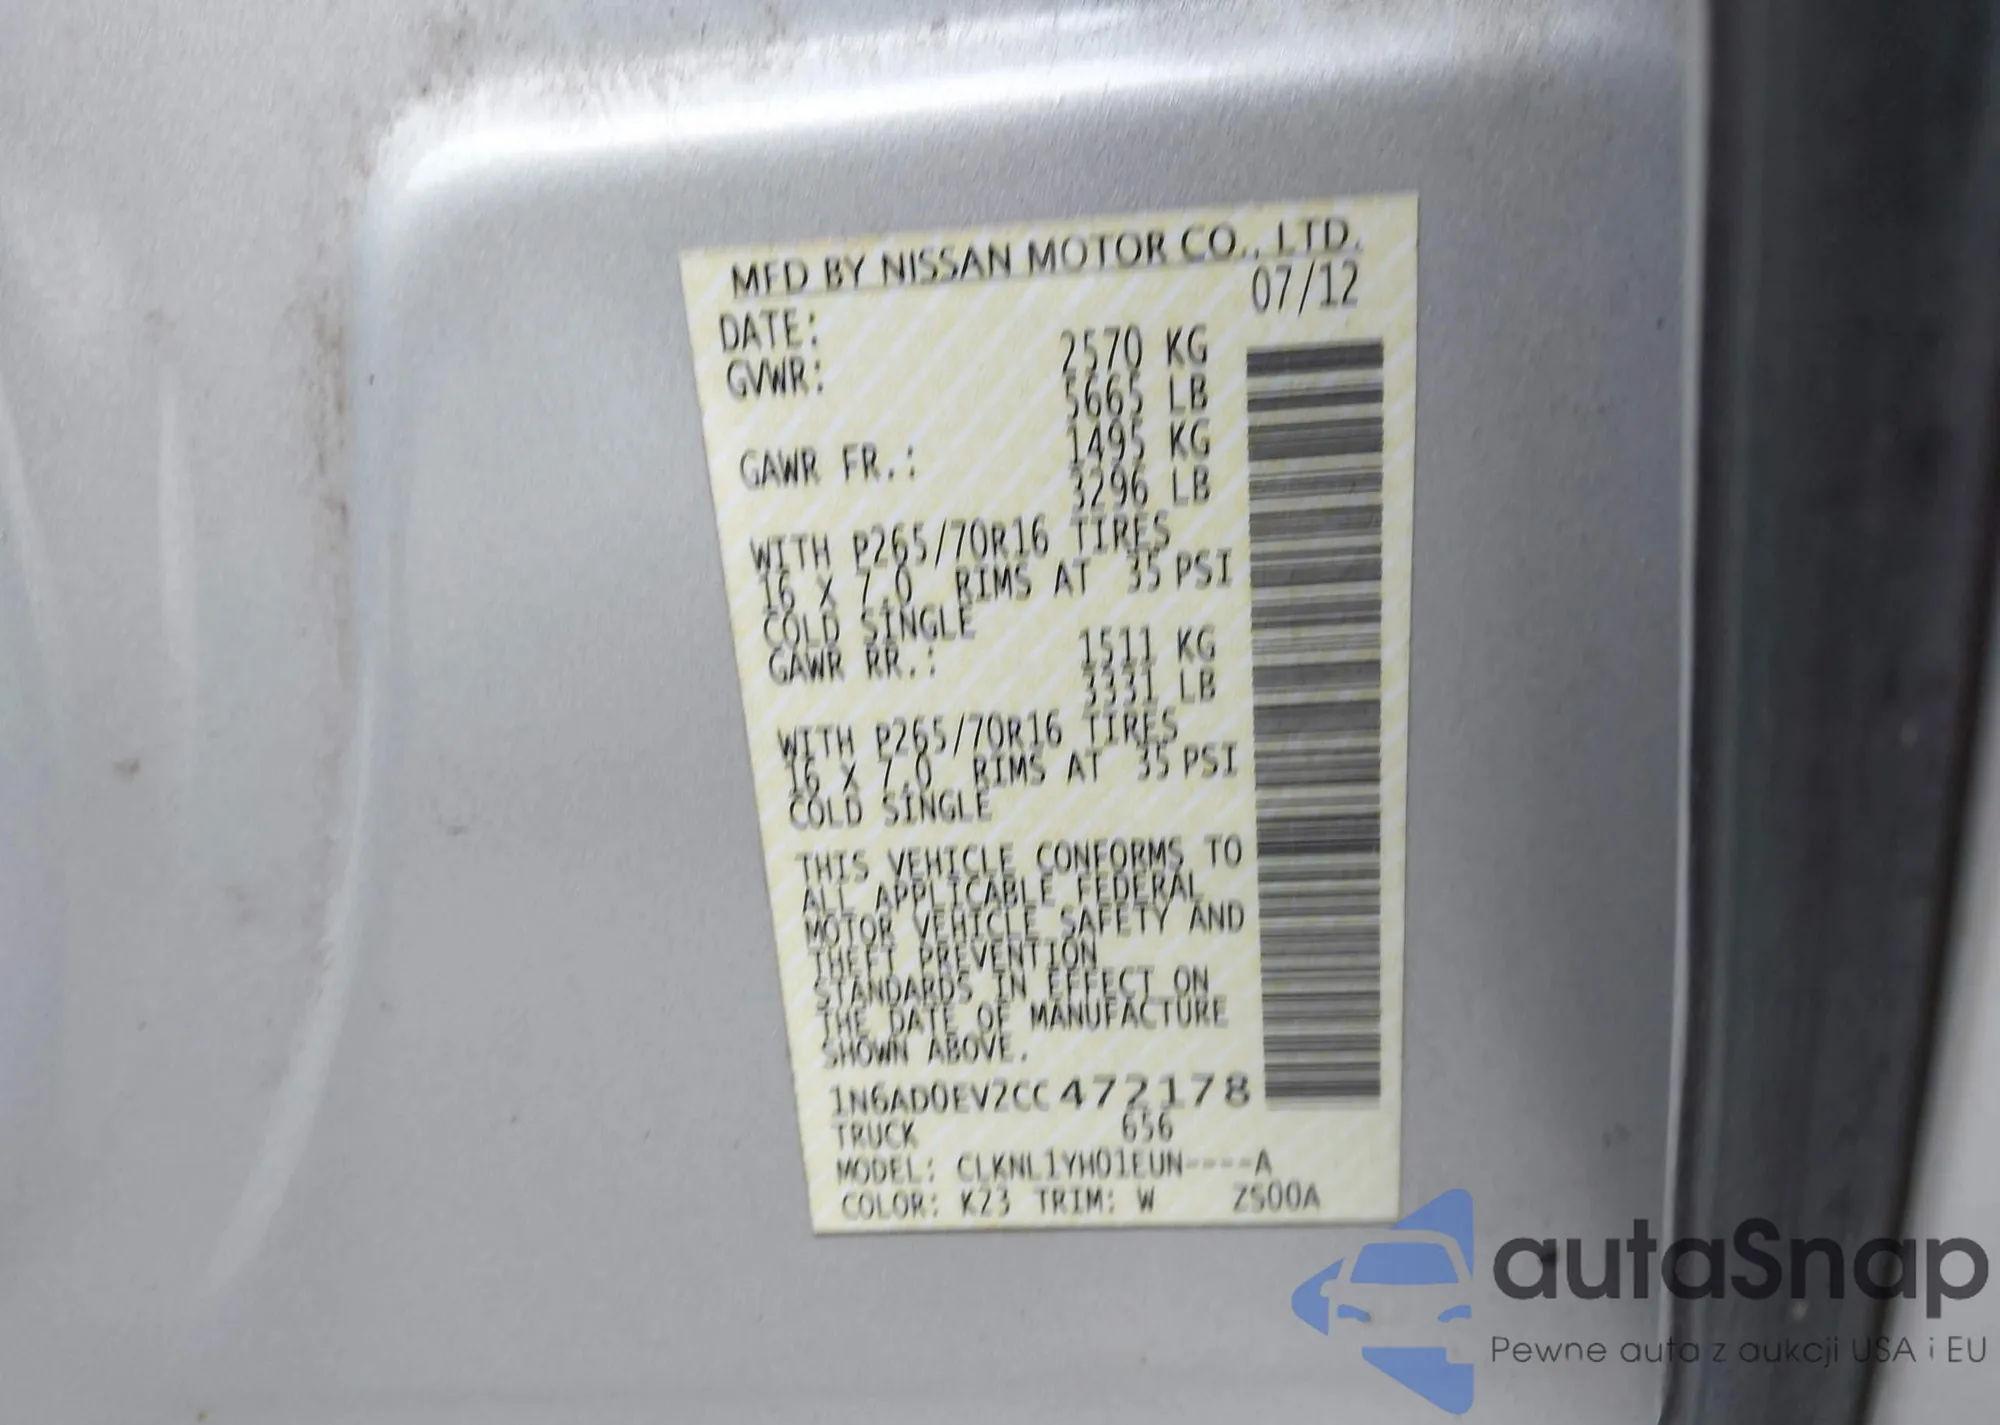 MFD BY NISSAN MOTOR CO., LTD.
DATE: 07/12
GVWR: 2570 KG
5665 LB
GAWR FR.: 1495 KG
3296 LB
WITH P265/70R16 TIRES
16 X 7.0 RIMS AT 35 PSI
COLD SINGLE
GAWR RR.: 1511 KG
3331 LB
WITH P265/70R16 TIRES
16 X 7.0 RIMS AT 35 PSI
COLD SINGLE
THIS VEHICLE CONFORMS TO
ALL APPLICABLE FEDERAL
MOTOR VEHICLE SAFETY AND
THEFT PREVENTION
STANDARDS IN EFFECT ON
THE DATE OF MANUFACTURE
SHOWN ABOVE.
1N6AD0EV2CC472178
TRUCK 656
MODEL: CLKNL1YH01EUN----A
COLOR: K23 TRIM: W ZS00A
autaSnap
Pewne auta z aukcji USA i EU